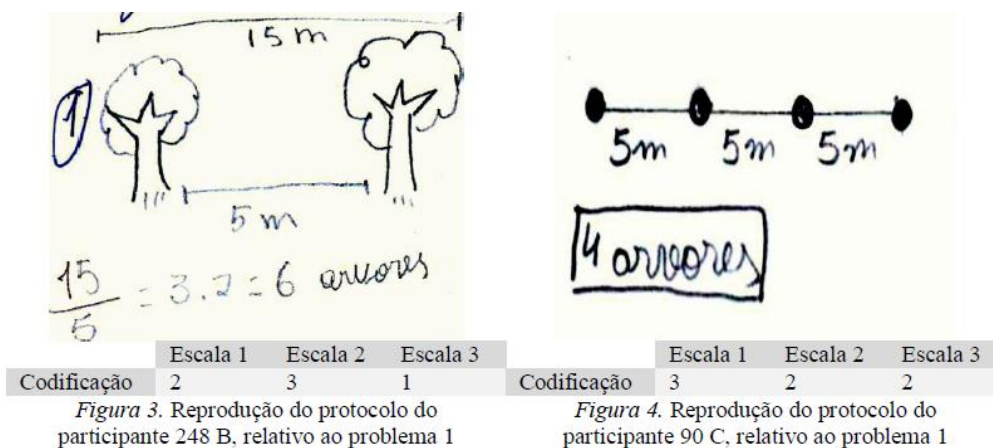 15 m
1
5 m
15/5 = 3.2 = 6 arvores
Escala 1 Escala 2 Escala 3
Codificação 2 3 1
Figura 3. Reprodução do protocolo do
participante 248 B, relativo ao problema 1
5m 5m 5m
4 arvores
Escala 1 Escala 2 Escala 3
Codificação 3 2 2
Figura 4. Reprodução do protocolo do
participante 90 C, relativo ao problema 1